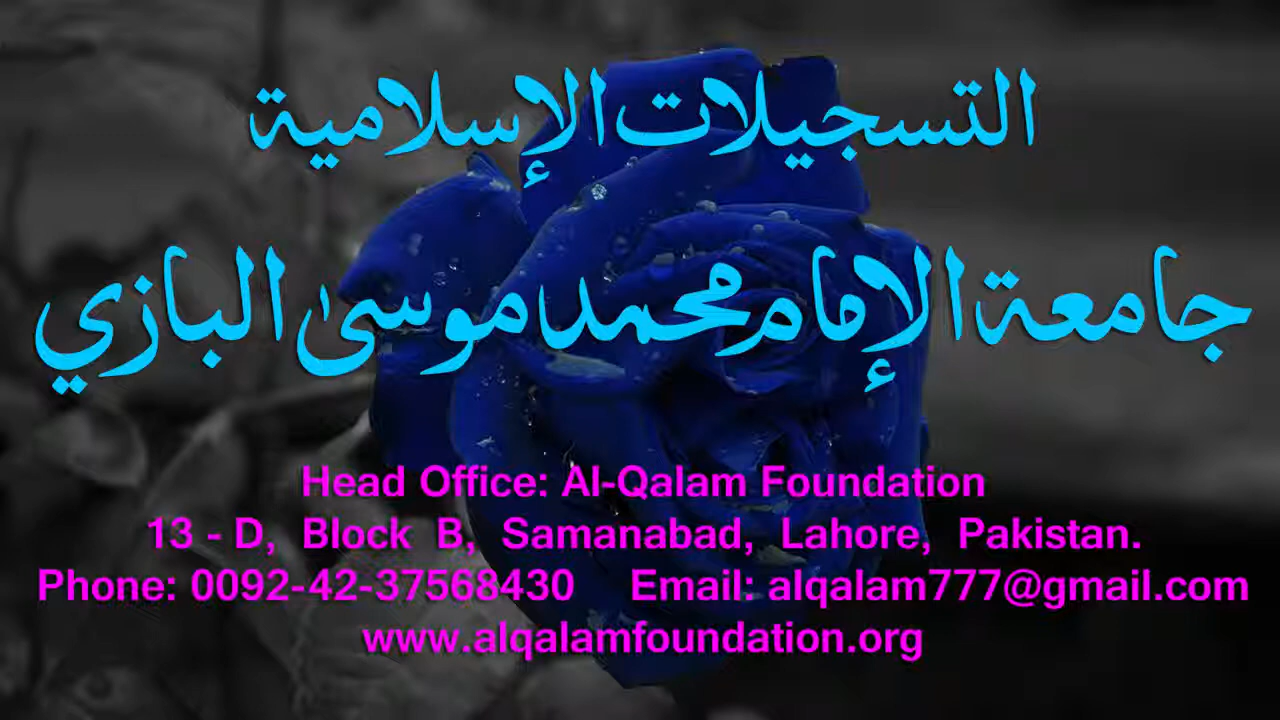 التسجيلات الإسلامية
جامعة الإمام محمد موسىٰ البازي
Head Office: Al-Qalam Foundation
13 - D, Block B, Samanabad, Lahore, Pakistan.
Phone: 0092-42-37568430 Email: alqalam777@gmail.com
www.alqalamfoundation.org